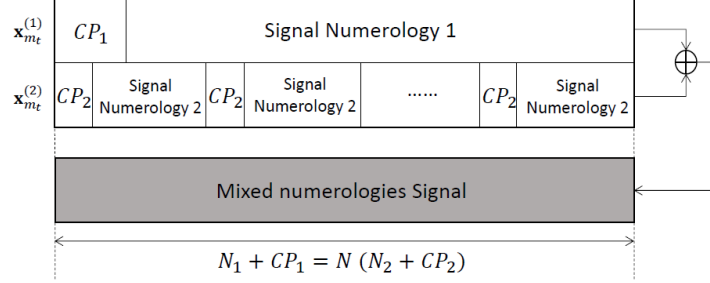 x_{m_t}^{(1)} CP_1 Signal Numerology 1
x_{m_t}^{(2)} CP_2 Signal Numerology 2 CP_2 Signal Numerology 2 ...... CP_2 Signal Numerology 2
Mixed numerologies Signal
N_1 + CP_1 = N (N_2 + CP_2)